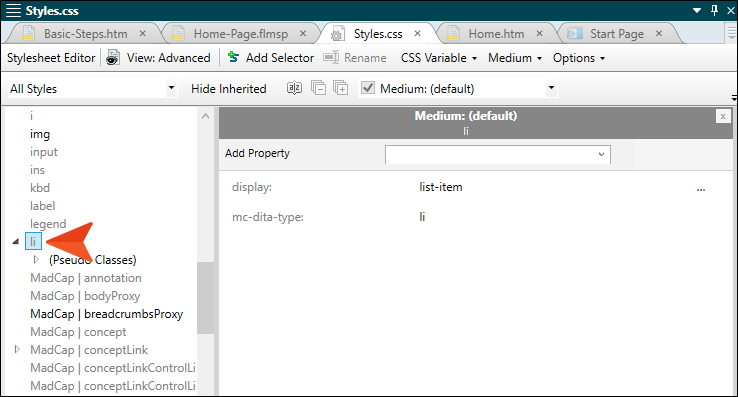 Styles.css
Basic-Steps.htm
Home-Page.flmsp
Styles.css
Home.htm
Start Page
Stylesheet Editor
View: Advanced
Add Selector
Rename
CSS Variable
Medium
Options
All Styles
Hide Inherited
Medium: (default)
i
img
input
ins
kbd
label
legend
li
(Pseudo Classes)
MadCap | annotation
MadCap | bodyProxy
MadCap | breadcrumbsProxy
MadCap | concept
MadCap | conceptLink
MadCap | conceptLinkControlLi
MadCap | conceptLinkControlLi
Medium: (default)
li
Add Property
display: list-item ...
mc-dita-type: li